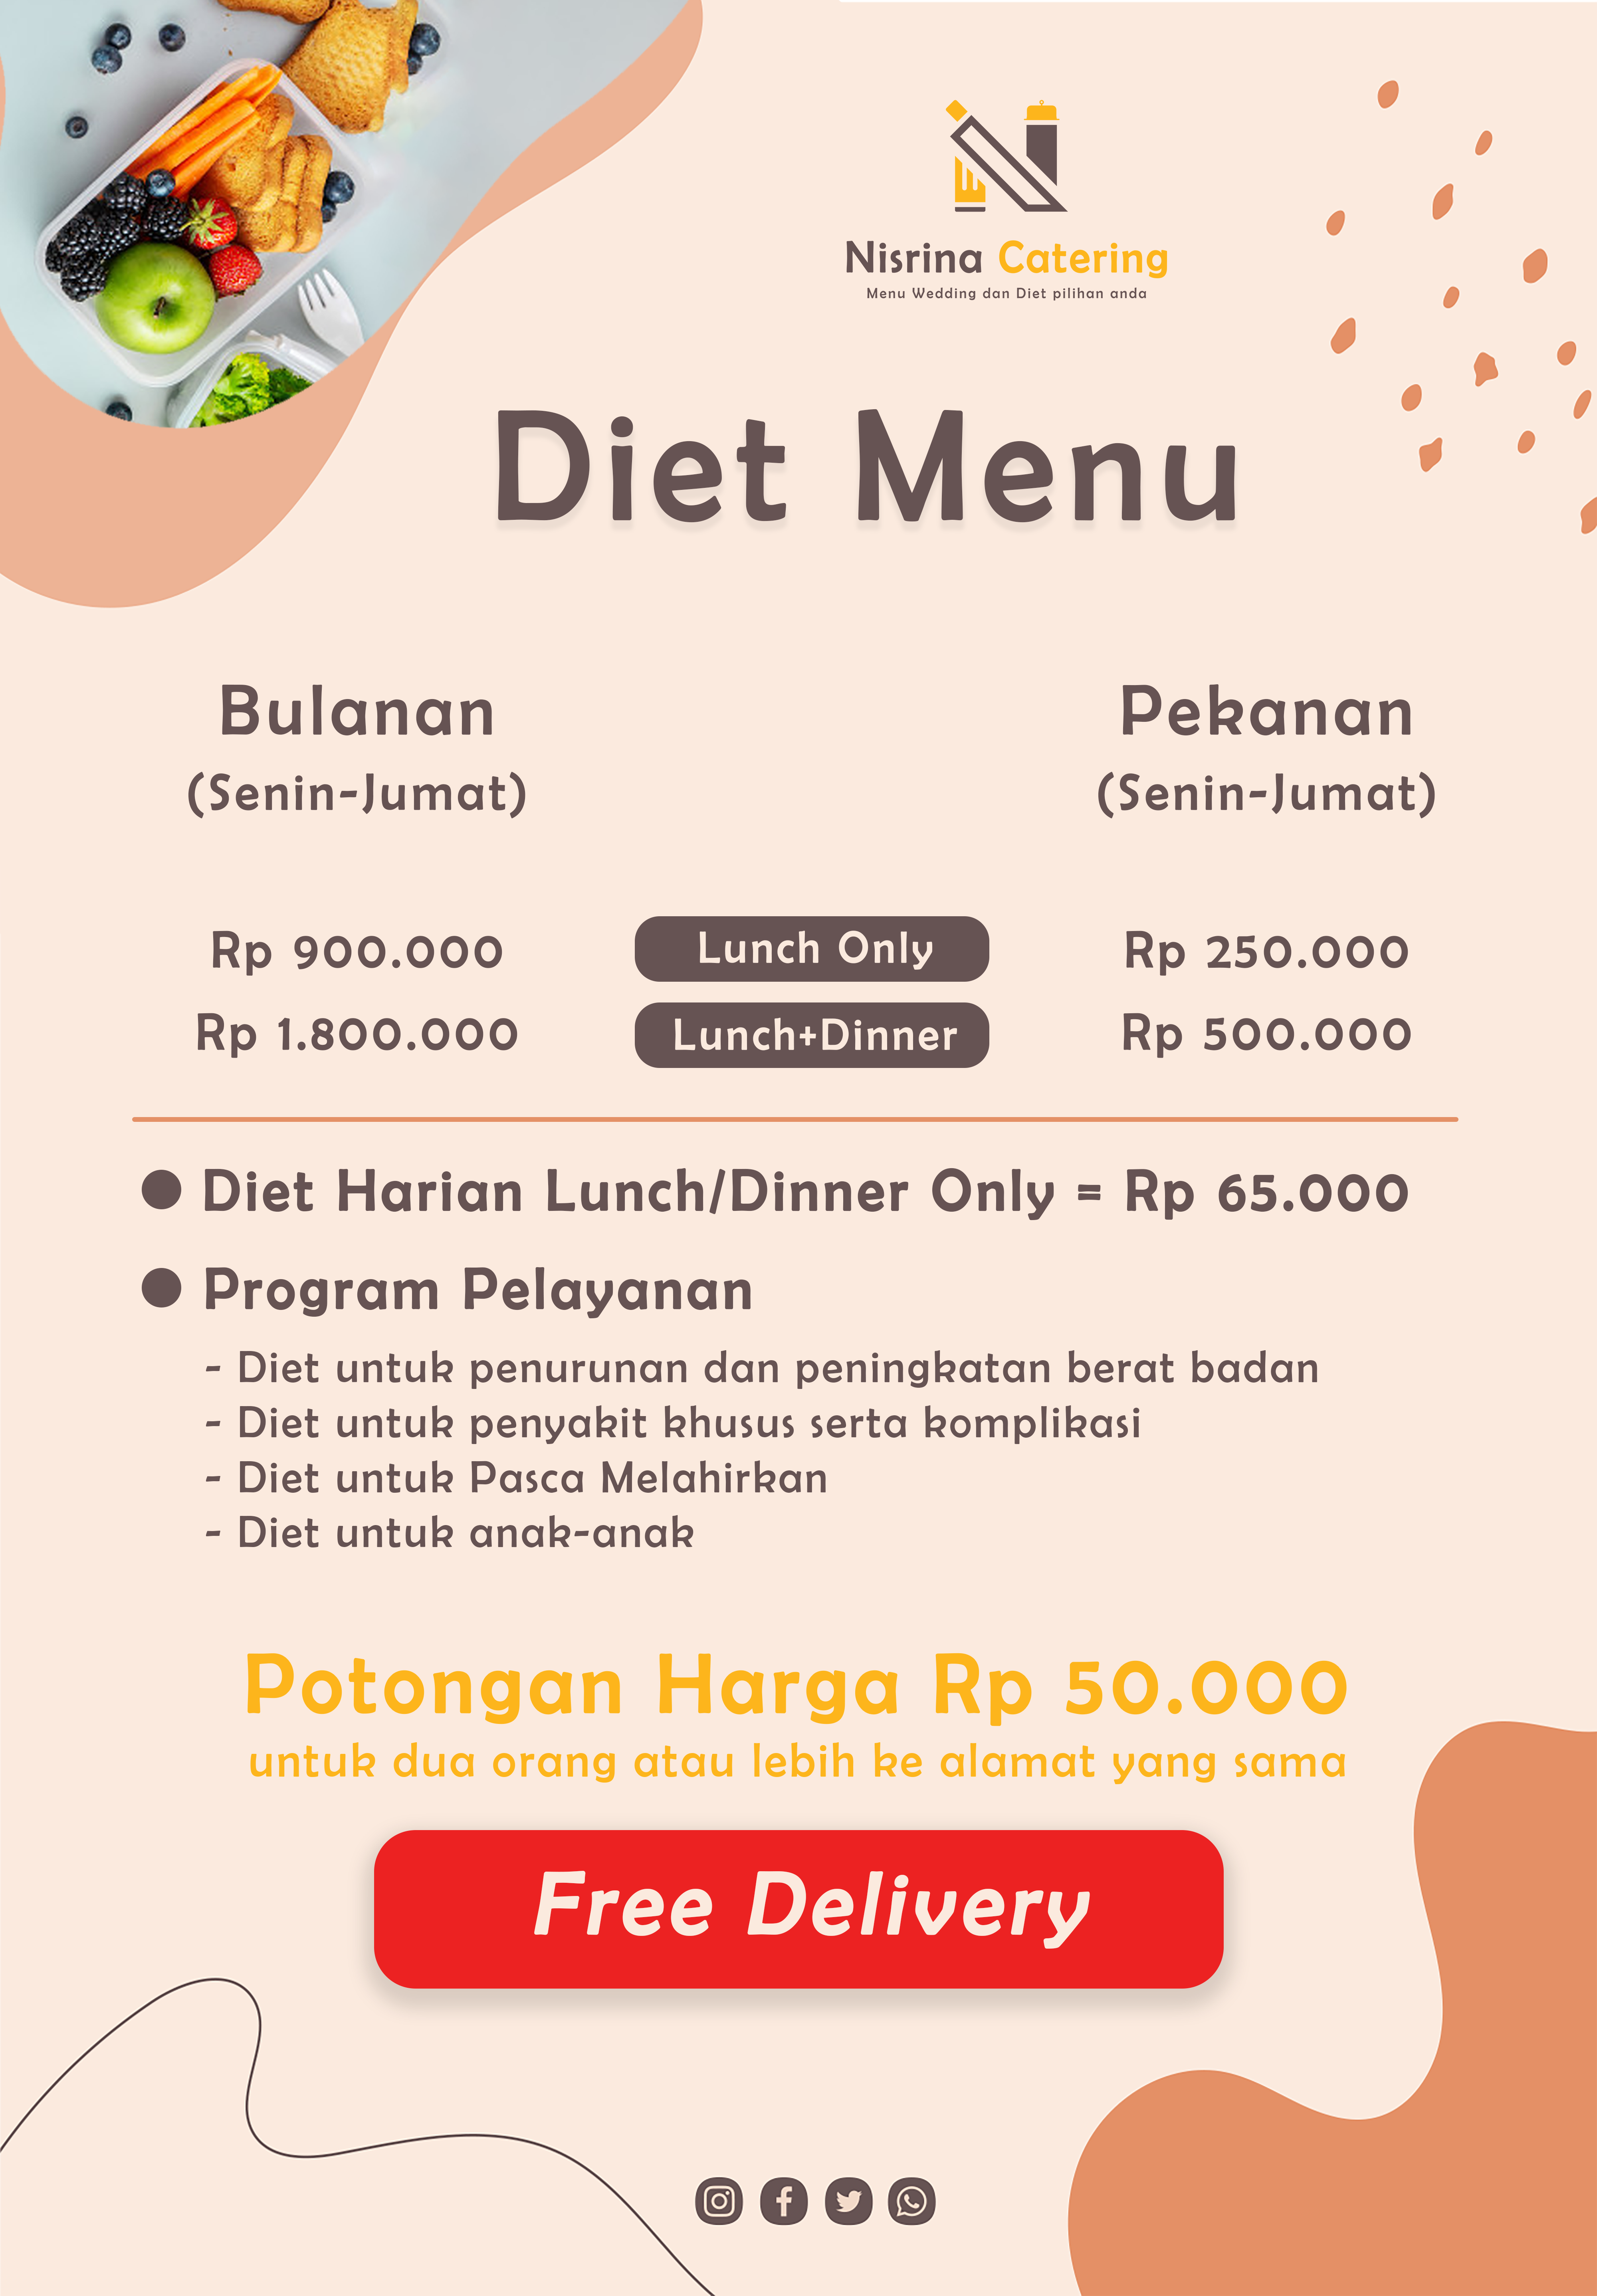 Nisrina Catering
Menu Wedding dan Diet pilihan anda
Diet Menu
Bulanan
(Senin-Jumat)
Pekanan
(Senin-Jumat)
Rp 900.000 Lunch Only Rp 250.000
Rp 1.800.000 Lunch+Dinner Rp 500.000
● Diet Harian Lunch/Dinner Only = Rp 65.000
● Program Pelayanan
- Diet untuk penurunan dan peningkatan berat badan
- Diet untuk penyakit khusus serta komplikasi
- Diet untuk Pasca Melahirkan
- Diet untuk anak-anak
Potongan Harga Rp 50.000
untuk dua orang atau lebih ke alamat yang sama
Free Delivery